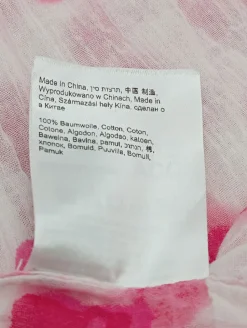 Made in China, תוצרת סין, 中国 制造,
Wyprodukowano w Chinach, Made in
Cina, Származási hely Kína, сделано о
в Китае
100% Baumwolle, Cotton, Coton,
Cotone, Algodon, Algodao, katoen,
Bawełna, Bavlna, pamut, כותנה, 棉,
хлопок, Bomuld, Puuvilla, Bomull,
Pamuk